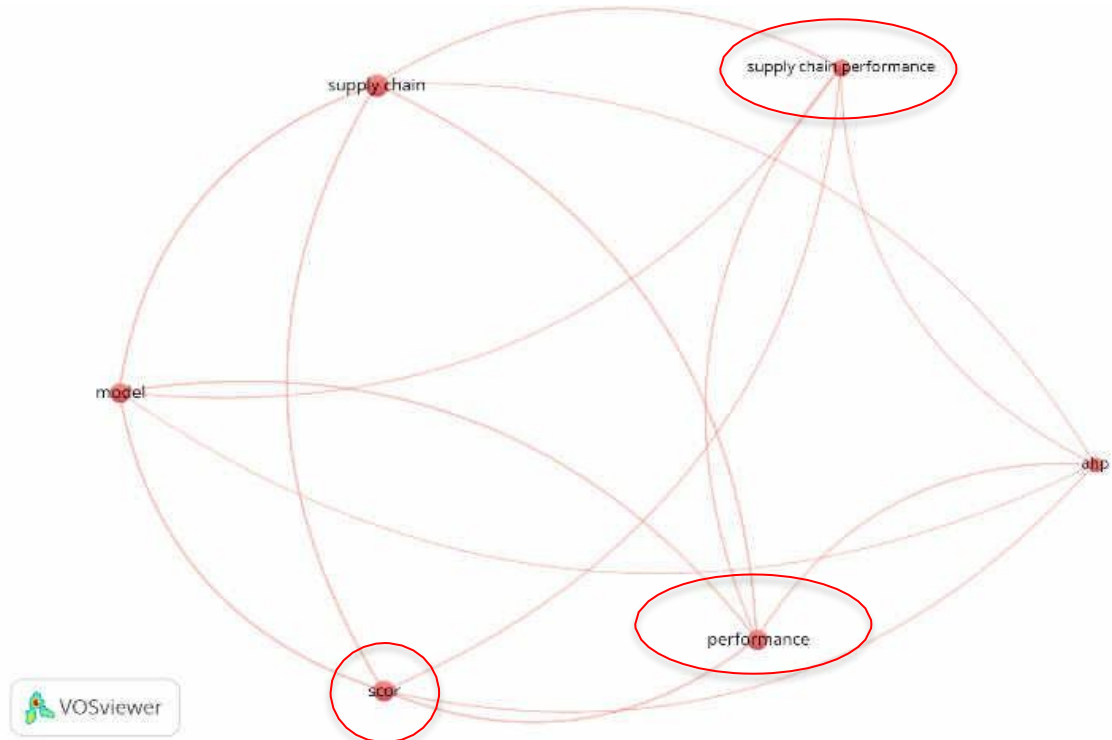 supply chain performance
supply chain
model
ahp
performance
scor
VOSviewer